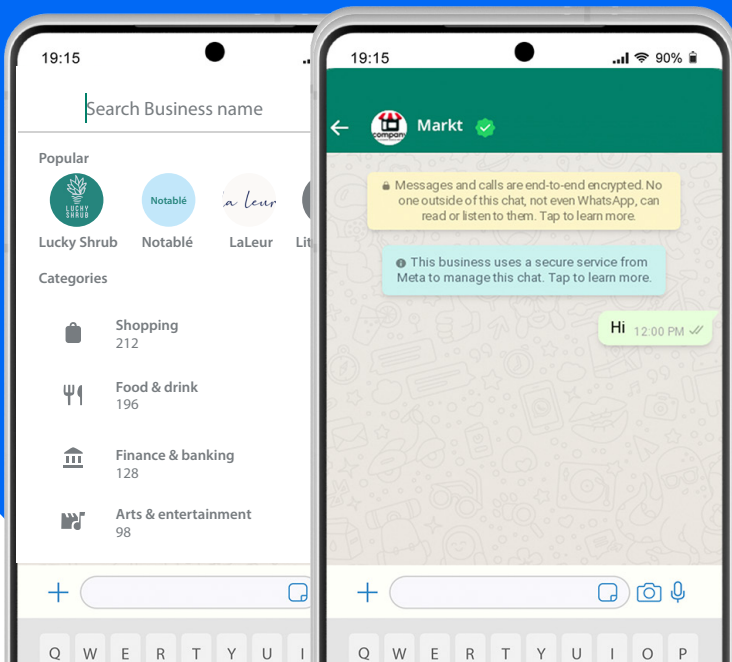 19:15
Search Business name
Popular
LUCKY
SHRUB
Notablé
a leur
Lucky Shrub
Notablé
LaLeur
Lit
Categories
Shopping
212
Food & drink
196
Finance & banking
128
Arts & entertainment
98
Q W E R T Y U I
19:15
90%
company
Markt
Messages and calls are end-to-end encrypted. No
one outside of this chat, not even WhatsApp, can
read or listen to them. Tap to learn more.
This business uses a secure service from
Meta to manage this chat. Tap to learn more.
Hi 12:00 PM
Q W E R T Y U I O P